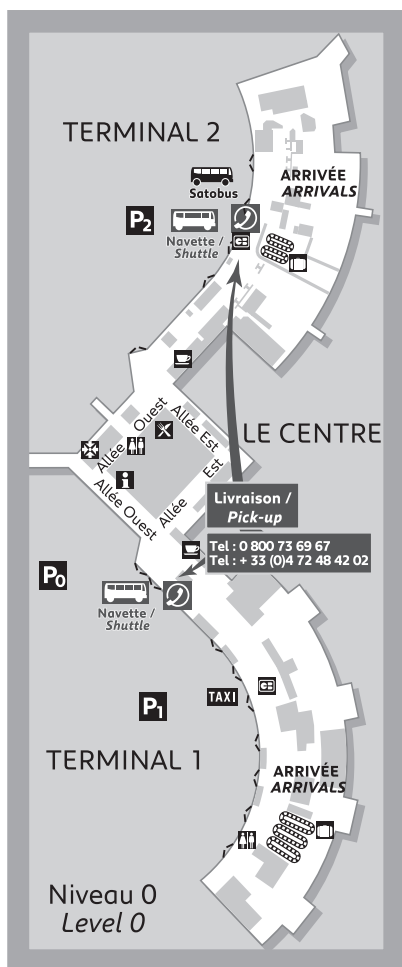 TERMINAL 2
ARRIVÉE
ARRIVALS
Satobus
P2
Navette /
Shuttle
Allée Ouest
Allée Est
LE CENTRE
Allée Est
Allée Ouest
Livraison /
Pick-up
Tel : 0 800 73 69 67
Tel : + 33 (0)4 72 48 42 02
P0
Navette /
Shuttle
TAXI
P1
TERMINAL 1
ARRIVÉE
ARRIVALS
Niveau 0
Level 0